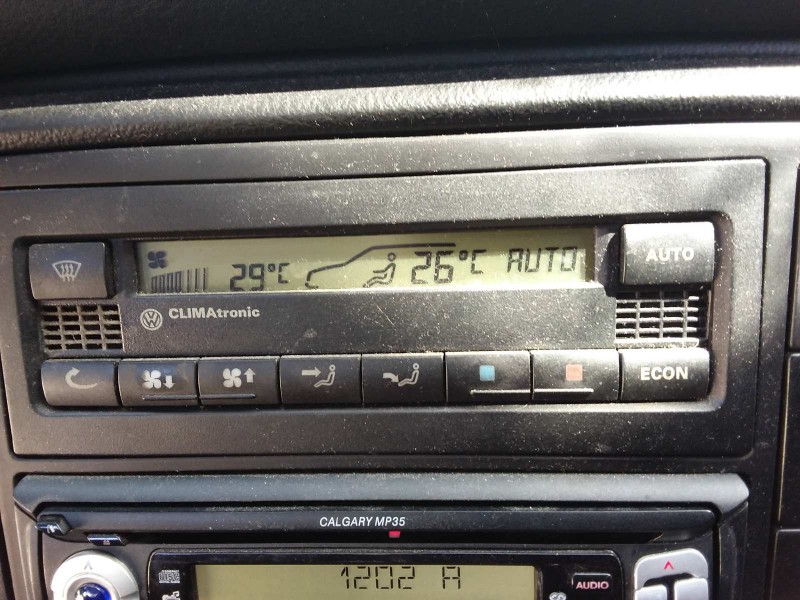 29°C 26°C AUTO
AUTO
CLIMAtronic
ECON
CALGARY MP35
1202 A
AUDIO